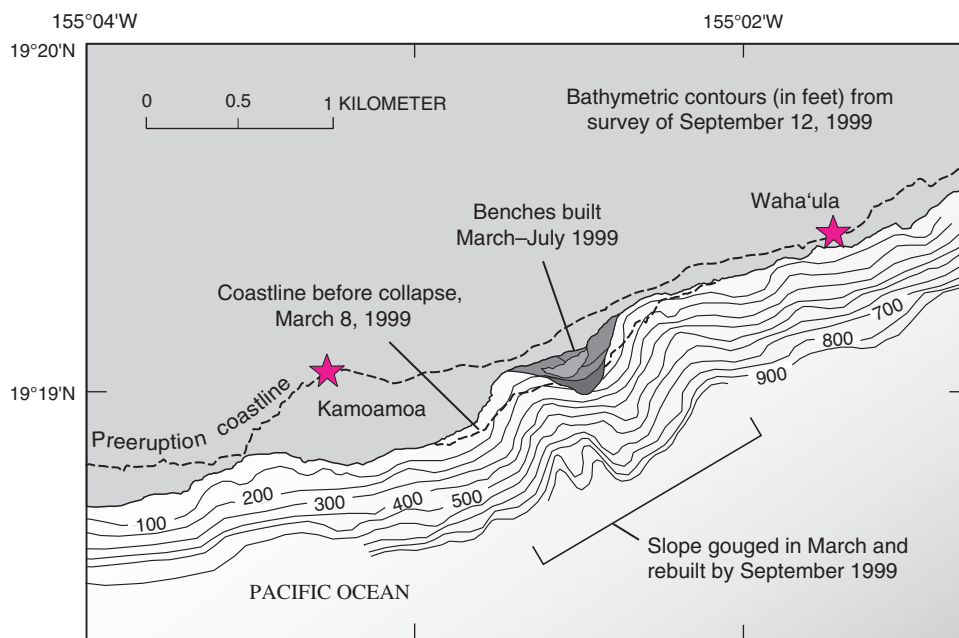 155°04'W
155°02'W
19°20'N
0 0.5 1 KILOMETER
Bathymetric contours (in feet) from
survey of September 12, 1999
Wahaʻula
Benches built
March–July 1999
Coastline before collapse,
March 8, 1999
19°19'N
Kamoamoa
Preeruption coastline
700
800
900
100
200
300
400
500
Slope gouged in March and
rebuilt by September 1999
PACIFIC OCEAN